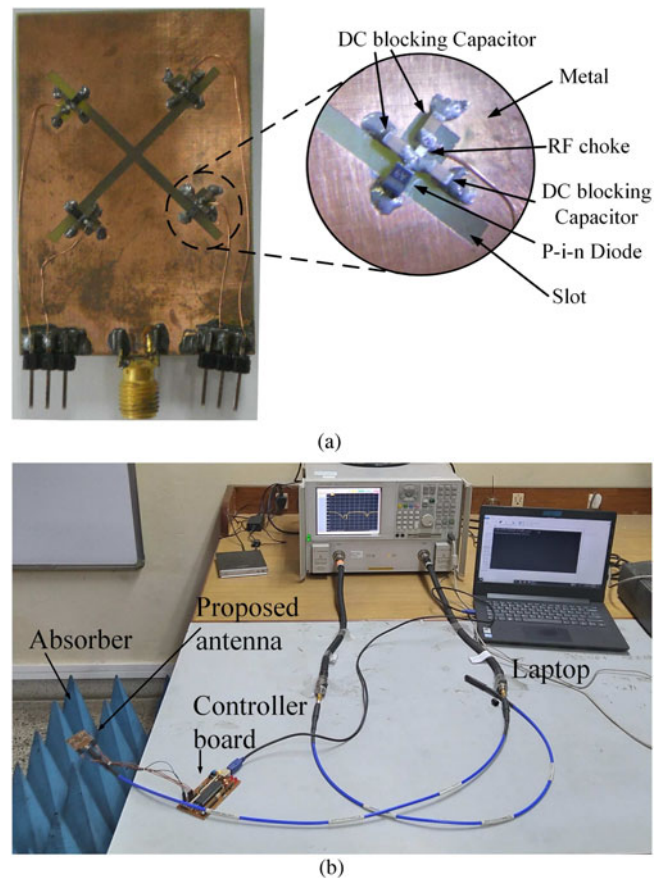 DC blocking Capacitor
Metal
RF choke
DC blocking
Capacitor
P-i-n Diode
Slot
(a)
Proposed
antenna
Absorber
Laptop
Controller
board
(b)